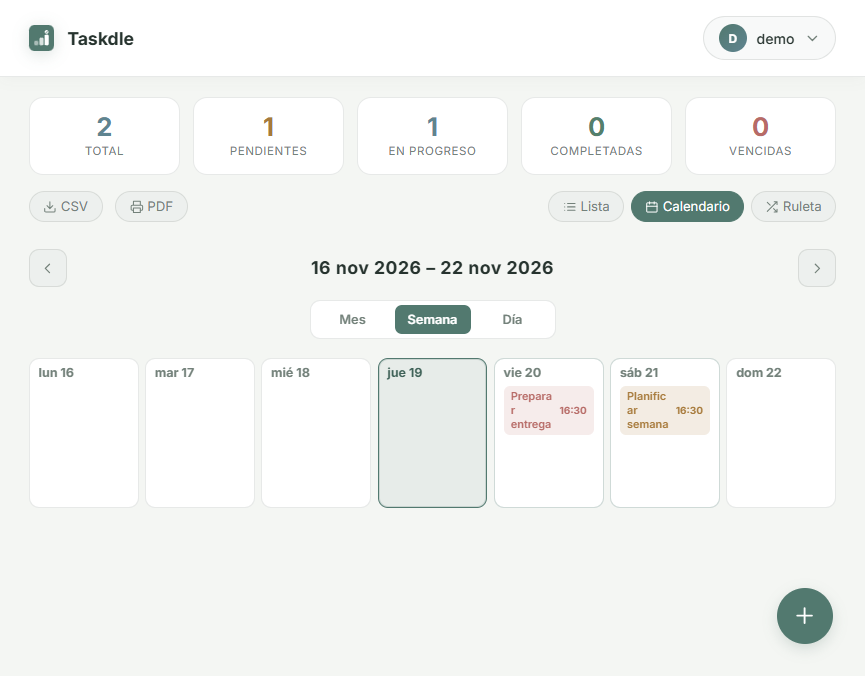 Taskdle
D demo
2
TOTAL
1
PENDIENTES
1
EN PROGRESO
0
COMPLETADAS
0
VENCIDAS
CSV
PDF
Lista
Calendario
Ruleta
16 nov 2026 – 22 nov 2026
Mes
Semana
Día
lun 16
mar 17
mié 18
jue 19
vie 20
Prepara
r
entrega
16:30
sáb 21
Planific
ar
semana
16:30
dom 22